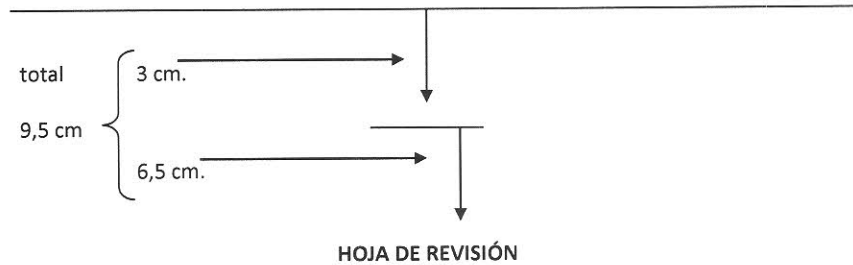 total
3 cm.
9,5 cm
6,5 cm.
HOJA DE REVISIÓN